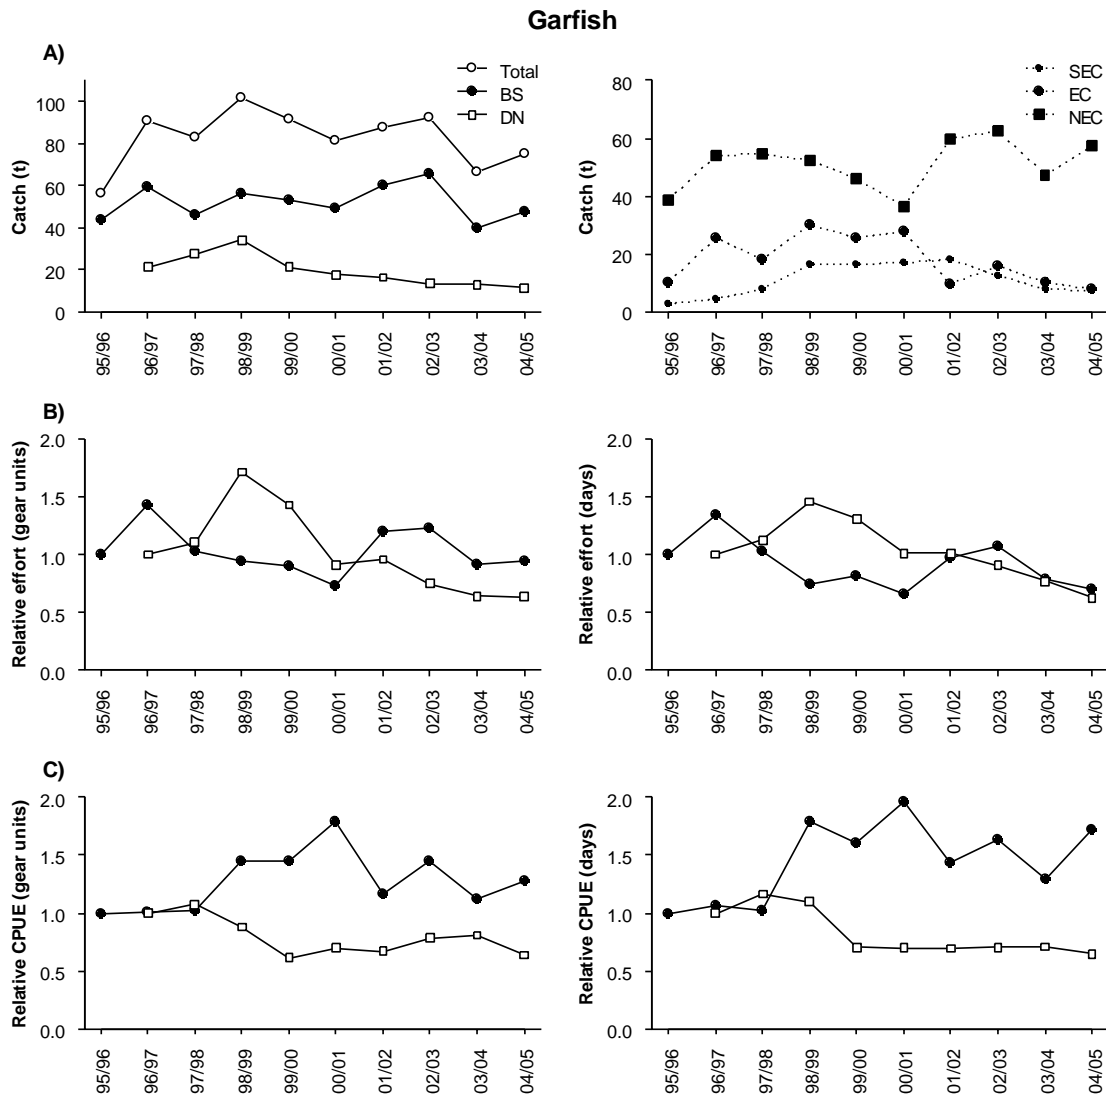 Garfish
A)
Total
BS
DN
Catch (t)
100
80
60
40
20
0
95/96 96/97 97/98 98/99 99/00 00/01 01/02 02/03 03/04 04/05
SEC
EC
NEC
Catch (t)
80
60
40
20
0
95/96 96/97 97/98 98/99 99/00 00/01 01/02 02/03 03/04 04/05
B)
Relative effort (gear units)
2.0
1.5
1.0
0.5
0.0
95/96 96/97 97/98 98/99 99/00 00/01 01/02 02/03 03/04 04/05
Relative effort (days)
2.0
1.5
1.0
0.5
0.0
95/96 96/97 97/98 98/99 99/00 00/01 01/02 02/03 03/04 04/05
C)
Relative CPUE (gear units)
2.0
1.5
1.0
0.5
0.0
95/96 96/97 97/98 98/99 99/00 00/01 01/02 02/03 03/04 04/05
Relative CPUE (days)
2.0
1.5
1.0
0.5
0.0
95/96 96/97 97/98 98/99 99/00 00/01 01/02 02/03 03/04 04/05